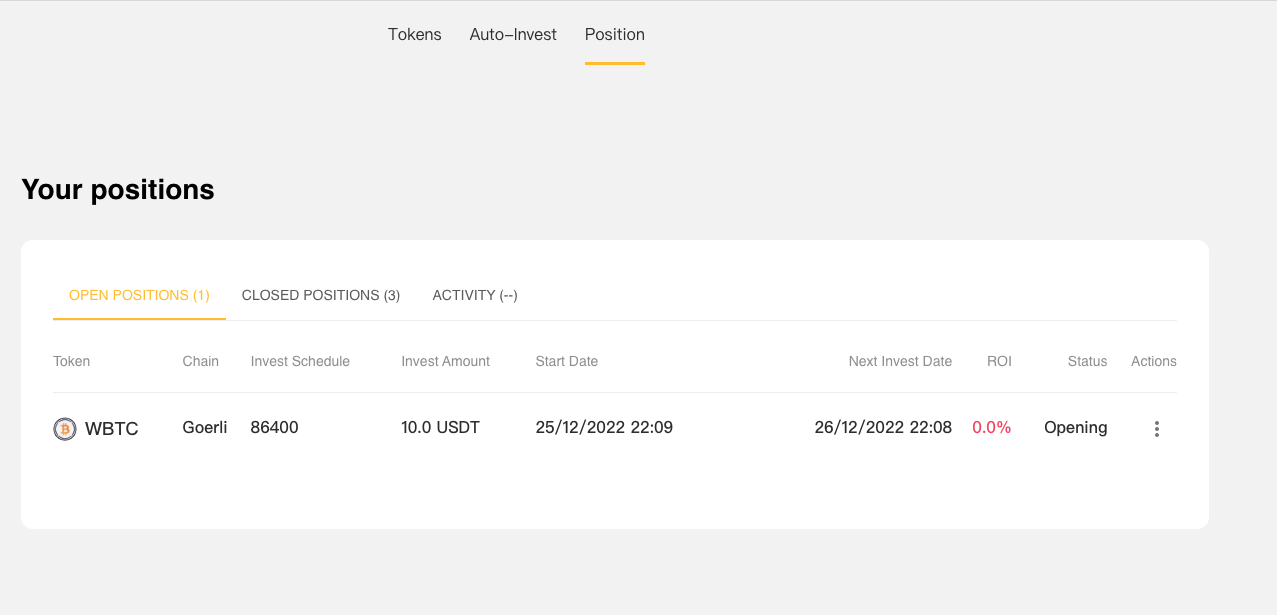 Tokens Auto-Invest Position
Your positions
OPEN POSITIONS (1) CLOSED POSITIONS (3) ACTIVITY (--)
Token Chain Invest Schedule Invest Amount Start Date Next Invest Date ROI Status Actions
WBTC Goerli 86400 10.0 USDT 25/12/2022 22:09 26/12/2022 22:08 0.0% Opening